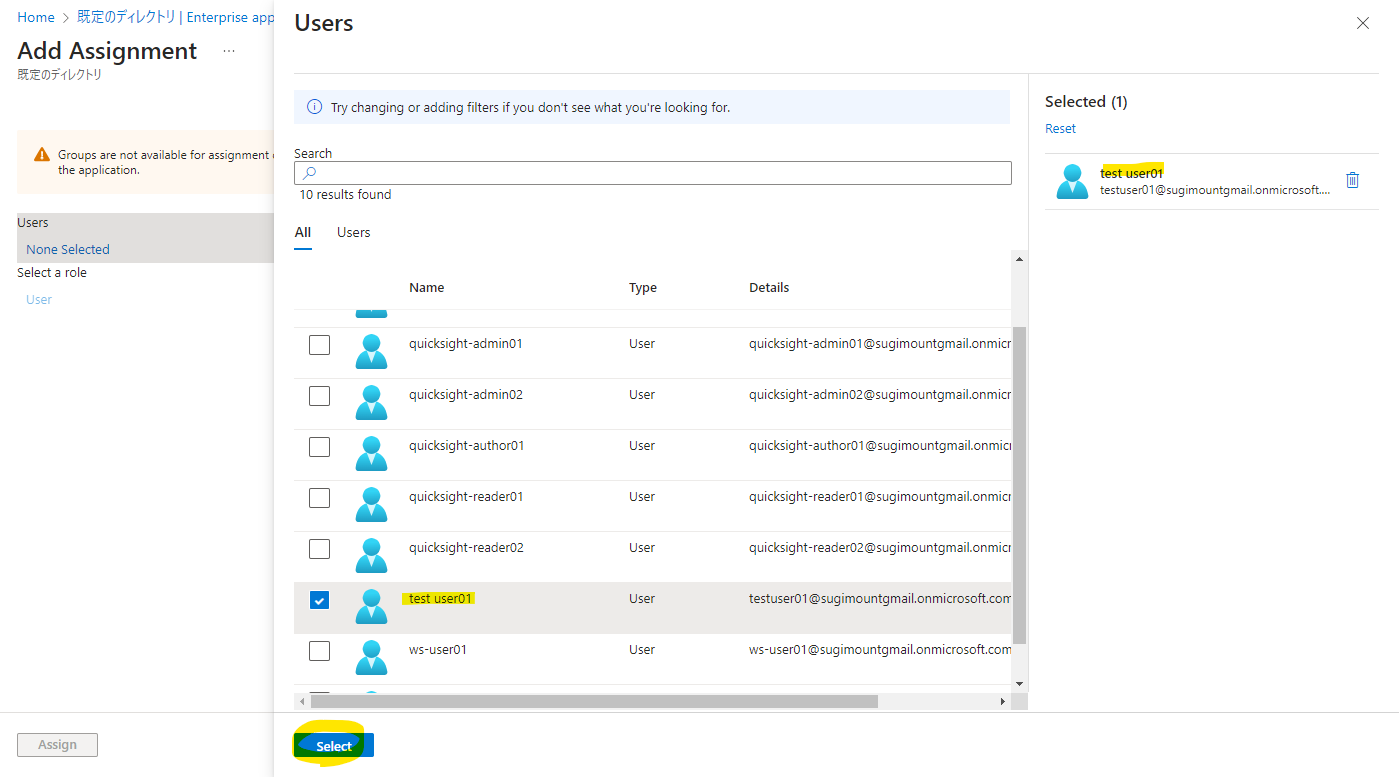 Home > 既定のディレクトリ | Enterprise app
Add Assignment ...
既定のディレクトリ
Groups are not available for assignment
the application.
Users
None Selected
Select a role
User
Assign
Users
Try changing or adding filters if you don't see what you're looking for.
Search
10 results found
All Users
Name Type Details
quicksight-admin01 User quicksight-admin01@sugimountgmail.onmicr
quicksight-admin02 User quicksight-admin02@sugimountgmail.onmicr
quicksight-author01 User quicksight-author01@sugimountgmail.onmicr
quicksight-reader01 User quicksight-reader01@sugimountgmail.onmicr
quicksight-reader02 User quicksight-reader02@sugimountgmail.onmicr
test user01 User testuser01@sugimountgmail.onmicrosoft.com
ws-user01 User ws-user01@sugimountgmail.onmicrosoft.com
Select
Selected (1)
Reset
test user01
testuser01@sugimountgmail.onmicrosoft....